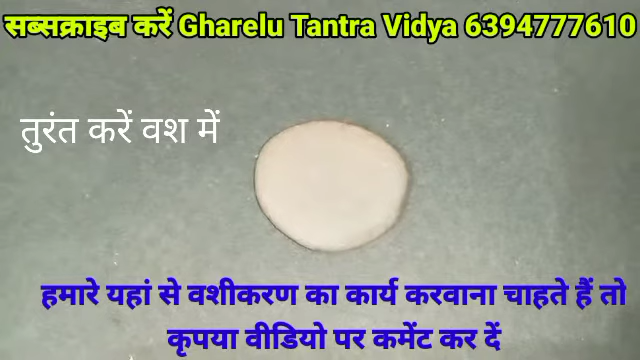 सब्सक्राइब करें Gharelu Tantra Vidya 6394777610
तुरंत करें वश में
हमारे यहां से वशीकरण का कार्य करवाना चाहते हैं तो
कृपया वीडियो पर कमेंट कर दें